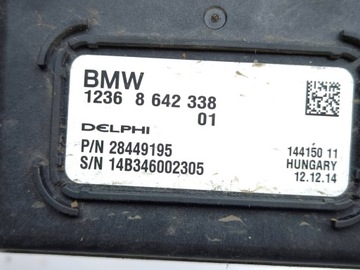 BMW
1236 8 642 338
01
DELPHI
P/N 28449195
S/N 14B346002305
144150 11
HUNGARY
12.12.14